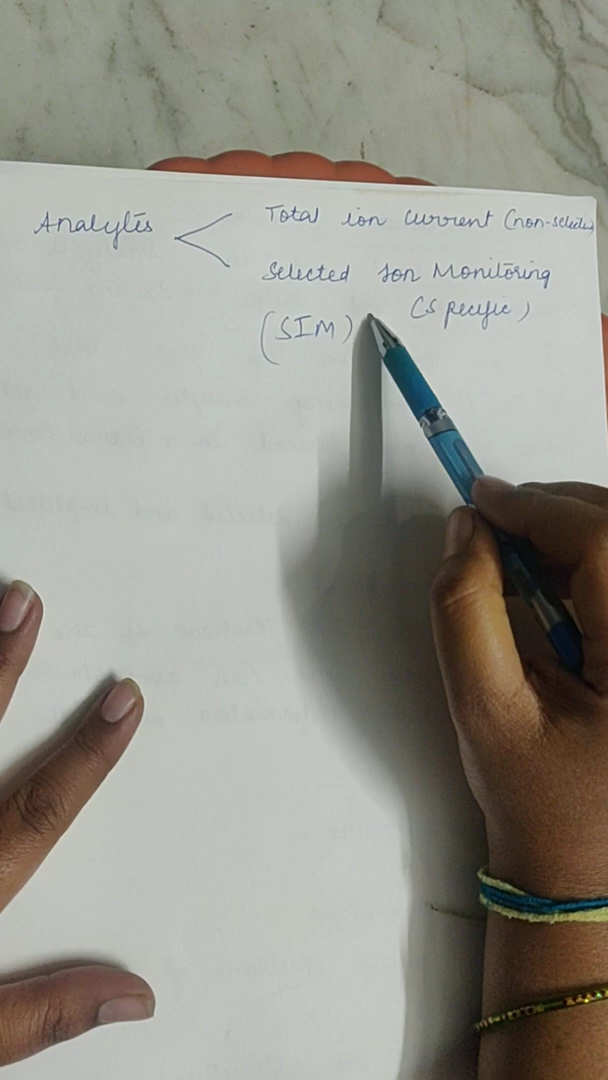 Analytes
Total ion current (non-selective)
Selected Ion Monitoring
(Specific)
(SIM)